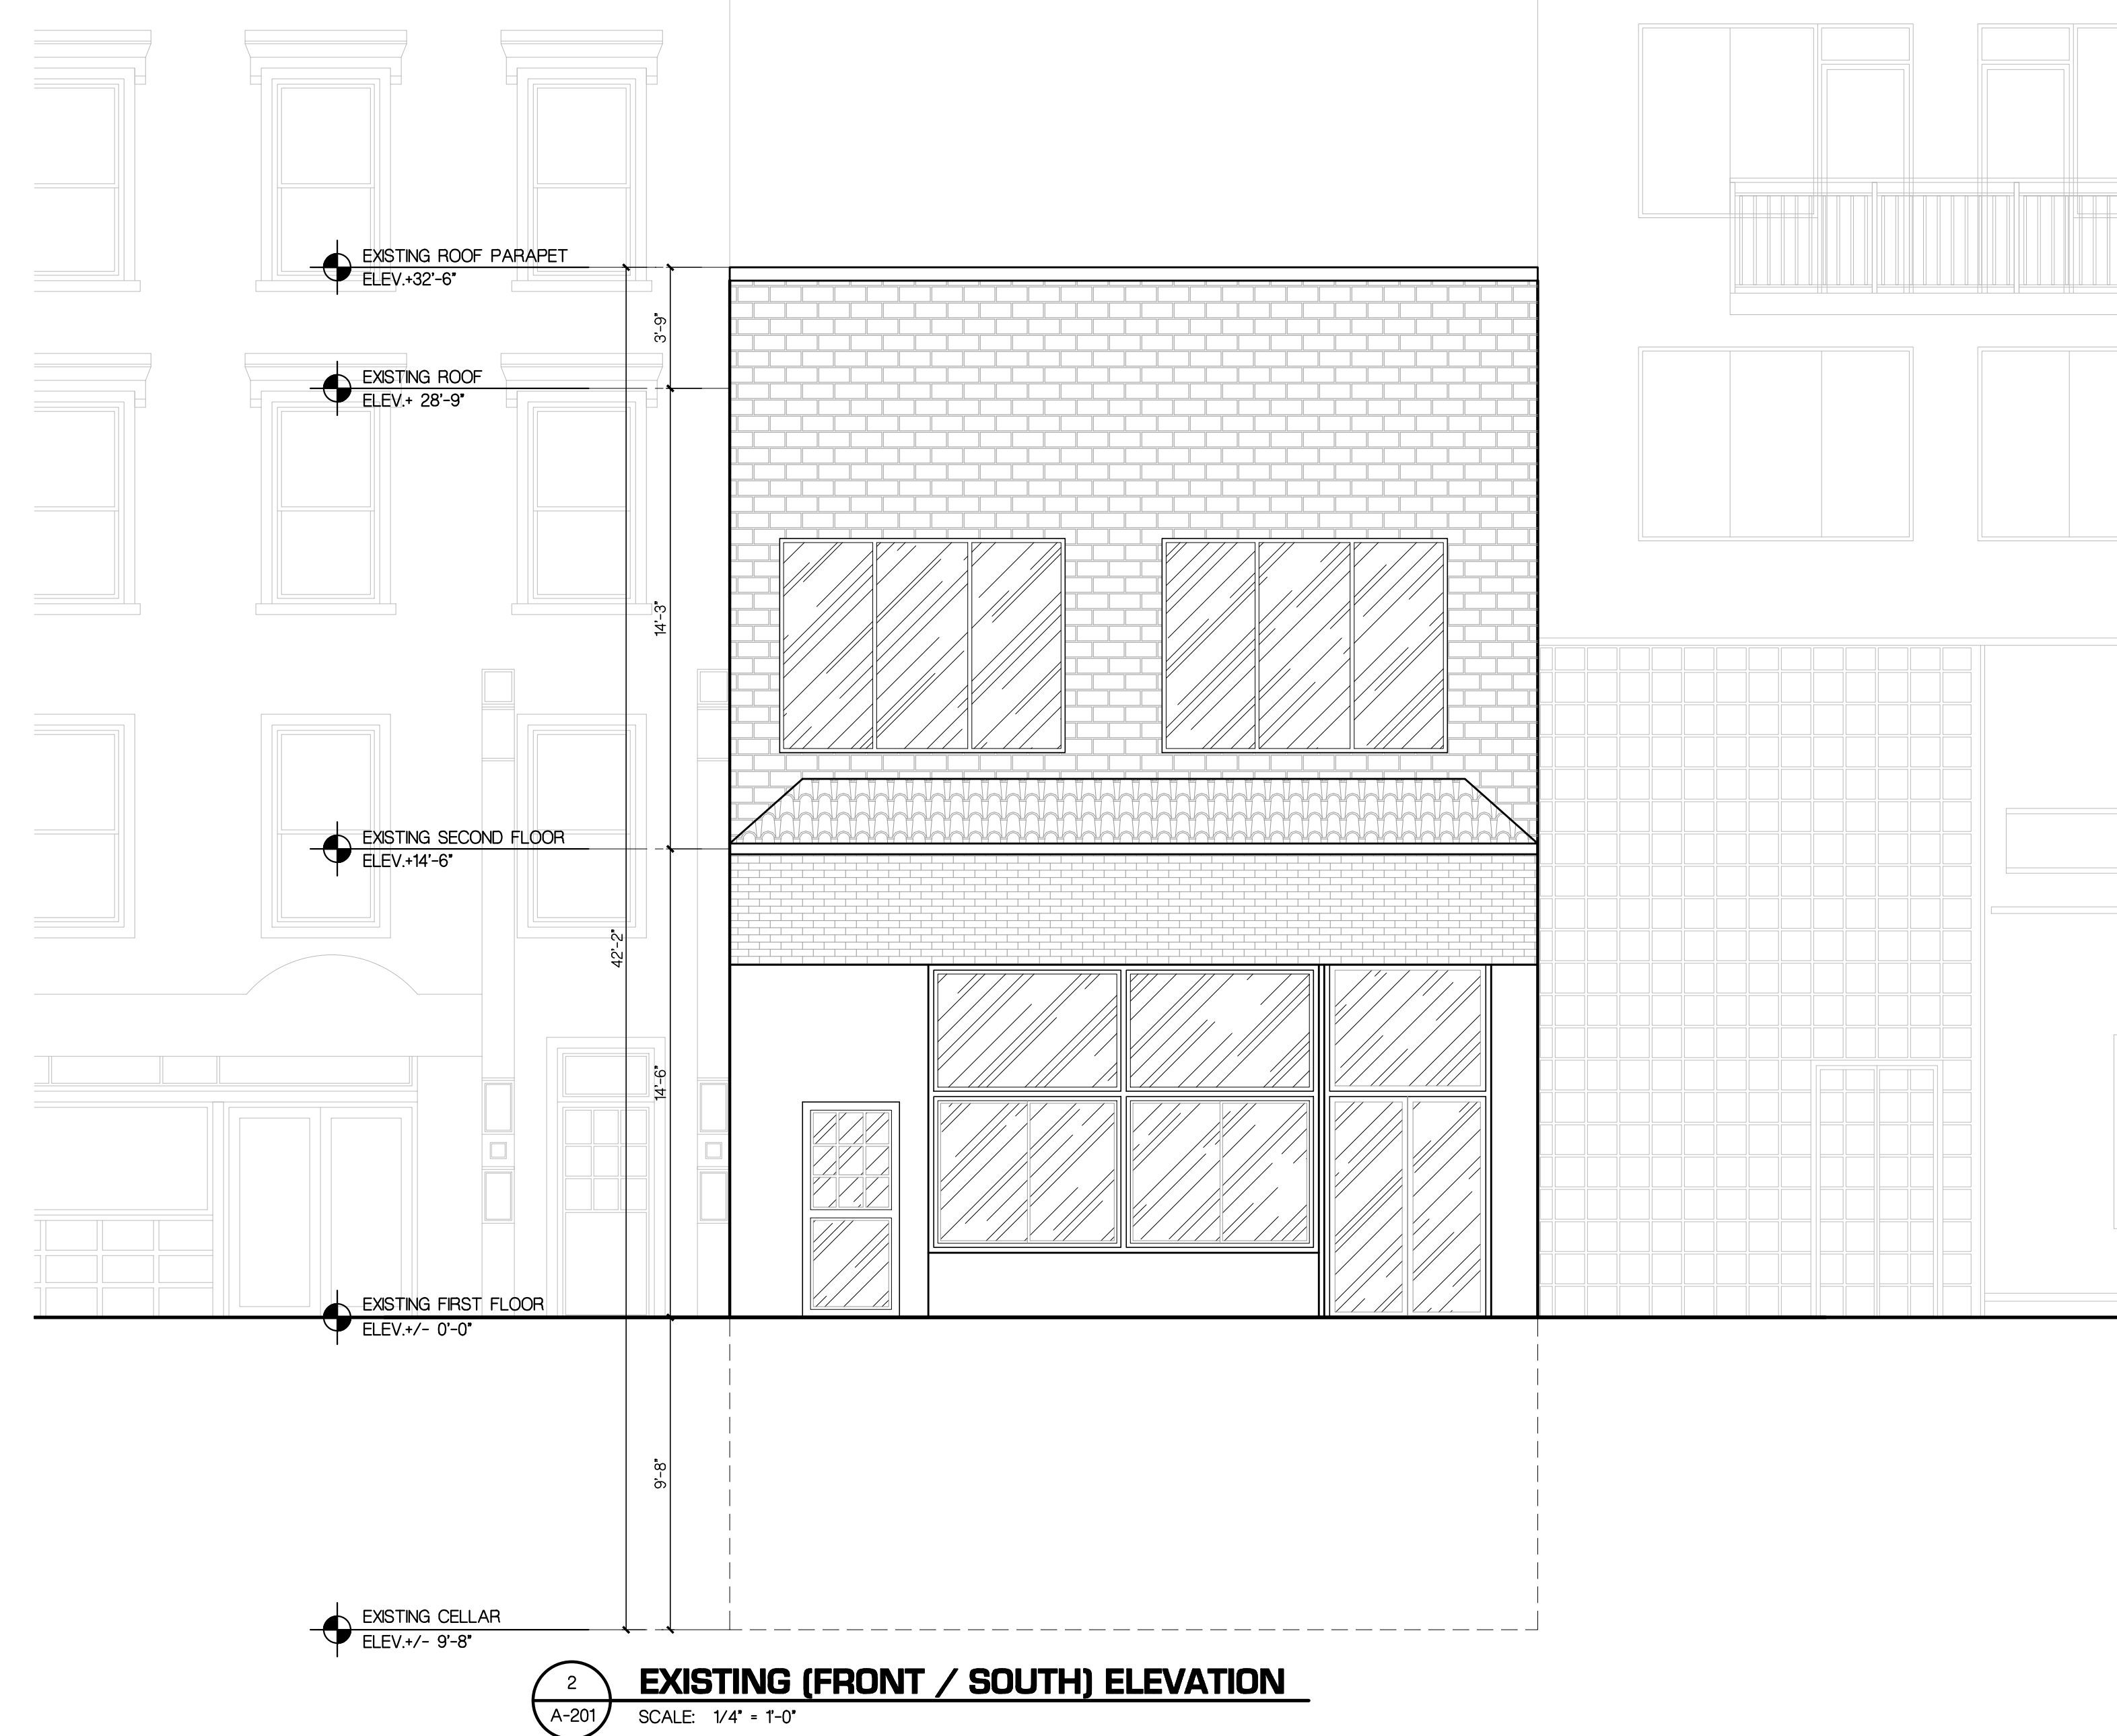 EXISTING ROOF PARAPET
ELEV.+32'-6"
3'-9"
EXISTING ROOF
ELEV.+ 28'-9"
14'-3"
EXISTING SECOND FLOOR
ELEV.+14'-6"
42'-2"
14'-6"
EXISTING FIRST FLOOR
ELEV.+/- 0'-0"
9'-8"
EXISTING CELLAR
ELEV.+/- 9'-8"
2
A-201
EXISTING (FRONT / SOUTH) ELEVATION
SCALE: 1/4" = 1'-0"